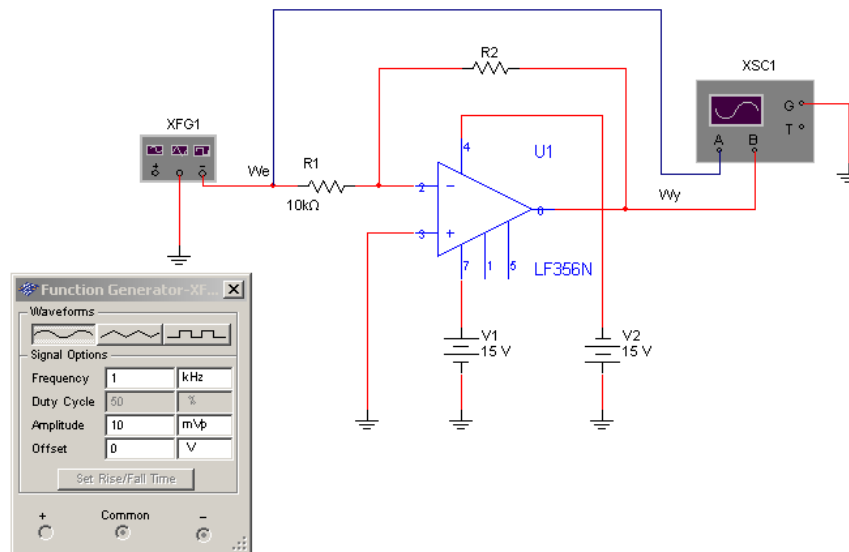 R2
XSC1
G
T
A
B
XFG1
+
-
We
R1
10kΩ
4
U1
2
-
3
+
6
Wy
7
1
5
LF356N
V1
15 V
V2
15 V
Function Generator-XF...
Waveforms
Signal Options
Frequency 1 kHz
Duty Cycle 50 %
Amplitude 10 mVp
Offset 0 V
Set Rise/Fall Time
+ Common -